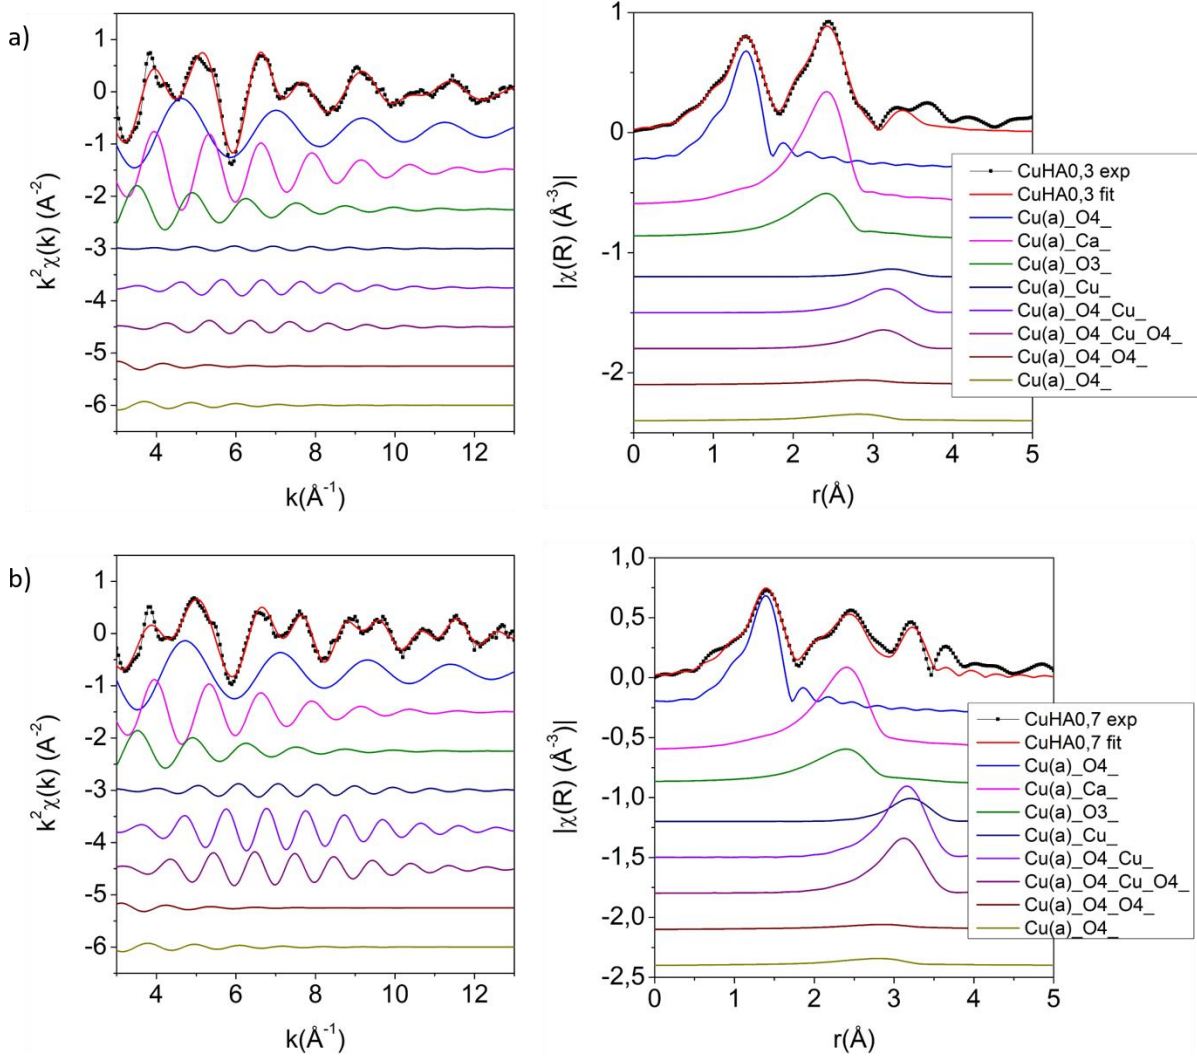 a)
1
0
-1
-2
-3
-4
-5
-6
k²χ(k) (A⁻²)
4 6 8 10 12
k(Å⁻¹)
1
0
-1
-2
|χ(R) (Å⁻³)|
0 1 2 3 4 5
r(Å)
CuHA0,3 exp
CuHA0,3 fit
Cu(a)_O4_
Cu(a)_Ca_
Cu(a)_O3_
Cu(a)_Cu_
Cu(a)_O4_Cu_
Cu(a)_O4_Cu_O4_
Cu(a)_O4_O4_
Cu(a)_O4_
b)
1
0
-1
-2
-3
-4
-5
-6
k²χ(k) (A⁻²)
4 6 8 10 12
k(Å⁻¹)
1,0
0,5
0,0
-0,5
-1,0
-1,5
-2,0
-2,5
|χ(R) (Å⁻³)|
0 1 2 3 4 5
r(Å)
CuHA0,7 exp
CuHA0,7 fit
Cu(a)_O4_
Cu(a)_Ca_
Cu(a)_O3_
Cu(a)_Cu_
Cu(a)_O4_Cu_
Cu(a)_O4_Cu_O4_
Cu(a)_O4_O4_
Cu(a)_O4_